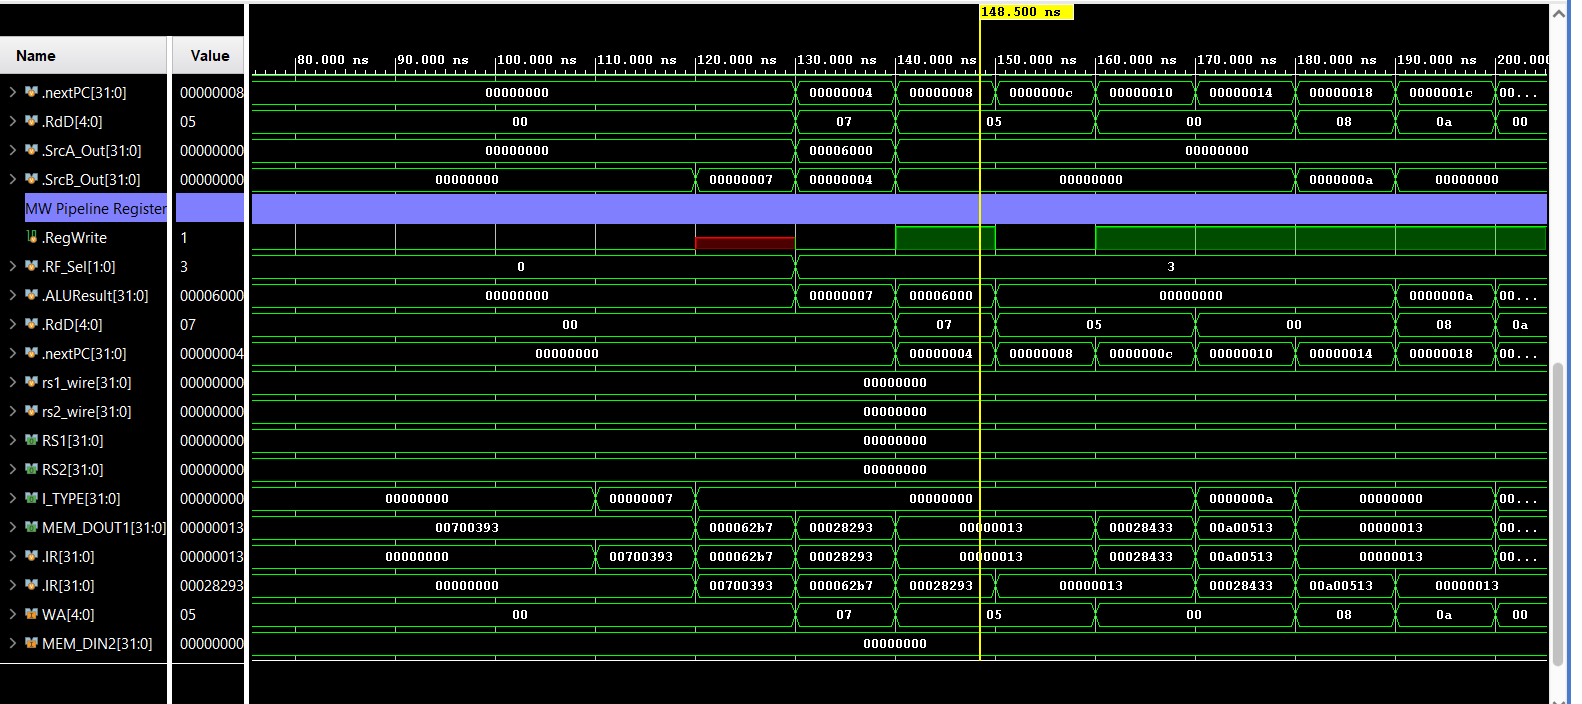 148.500 ns
Name Value 80.000 ns 90.000 ns 100.000 ns 110.000 ns 120.000 ns 130.000 ns 140.000 ns 150.000 ns 160.000 ns 170.000 ns 180.000 ns 190.000 ns 200.000
.nextPC[31:0] 00000008 00000000 00000004 00000008 0000000c 00000010 00000014 00000018 0000001c 00...
.RdD[4:0] 05 00 07 05 00 08 0a 00
.SrcA_Out[31:0] 00000000 00000000 00006000 00000000
.SrcB_Out[31:0] 00000000 00000000 00000007 00000004 00000000 0000000a 00000000
MW Pipeline Register
.RegWrite 1
.RF_Sel[1:0] 3 0 3
.ALUResult[31:0] 00006000 00000000 00000007 00006000 00000000 0000000a 00...
.RdD[4:0] 07 00 07 05 00 08 0a
.nextPC[31:0] 00000004 00000000 00000004 00000008 0000000c 00000010 00000014 00000018 00...
rs1_wire[31:0] 00000000 00000000
rs2_wire[31:0] 00000000 00000000
RS1[31:0] 00000000 00000000
RS2[31:0] 00000000 00000000
I_TYPE[31:0] 00000000 00000000 00000007 00000000 0000000a 00000000 00...
MEM_DOUT1[31:0] 00000013 00700393 000062b7 00028293 00000013 00028433 00a00513 00000013 00...
.IR[31:0] 00000013 00000000 00700393 000062b7 00028293 00000013 00028433 00a00513 00000013 00...
.IR[31:0] 00028293 00000000 00700393 000062b7 00028293 00000013 00028433 00a00513 00000013
WA[4:0] 05 00 07 05 00 08 0a 00
MEM_DIN2[31:0] 00000000 00000000